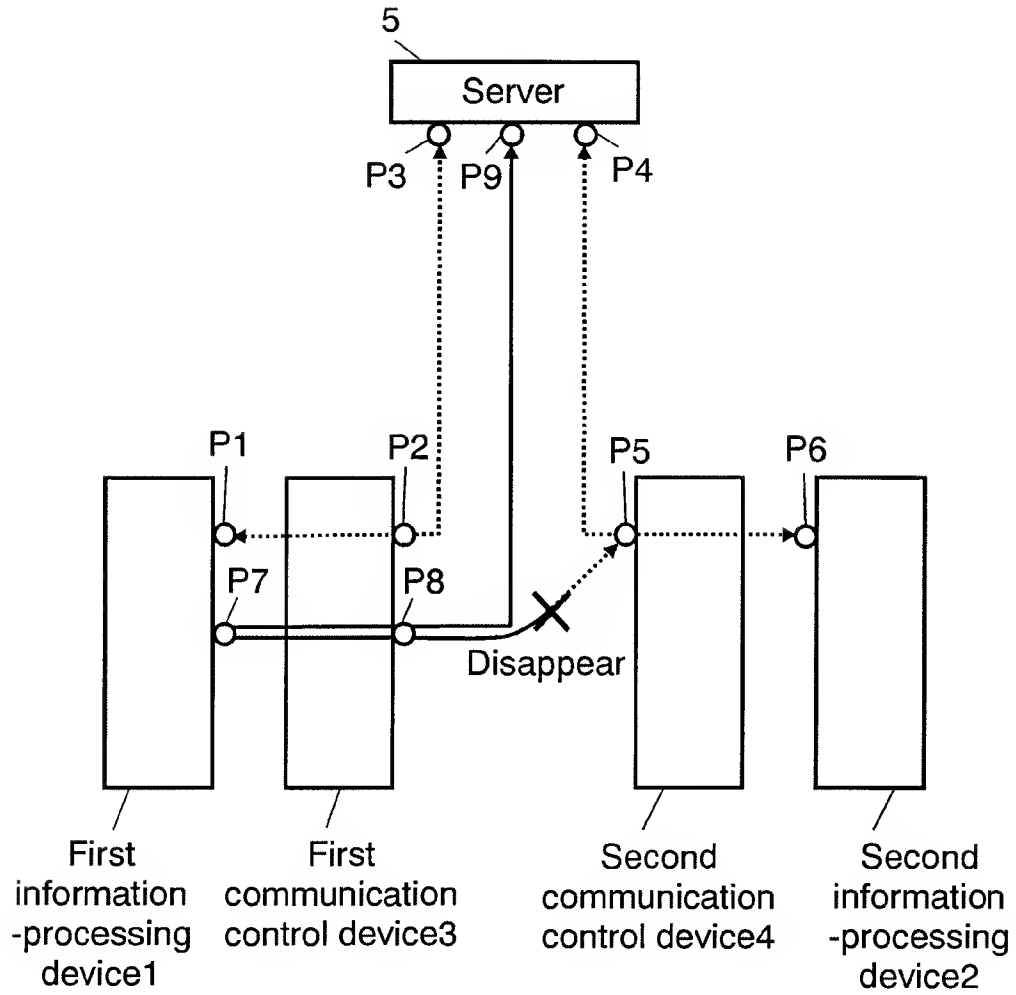 5
Server
P3
P9
P4
P1
P2
P5
P6
P7
P8
Disappear
First
information
-processing
device1
First
communication
control device3
Second
communication
control device4
Second
information
-processing
device2